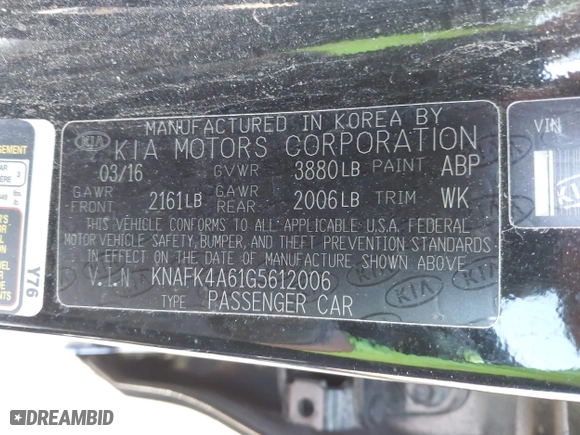 MANUFACTURED IN KOREA BY
KIA KIA MOTORS CORPORATION
03/16 GVWR 3880LB PAINT ABP
GAWR FRONT 2161LB GAWR REAR 2006LB TRIM WK
THIS VEHICLE CONFORMS TO ALL APPLICABLE U.S.A. FEDERAL
MOTOR VEHICLE SAFETY, BUMPER, AND THEFT PREVENTION STANDARDS
IN EFFECT ON THE DATE OF MANUFACTURE SHOWN ABOVE.
V.I.N KNAFK4A61G5612006
TYPE PASSENGER CAR
VIN
Y76
DREAMBID